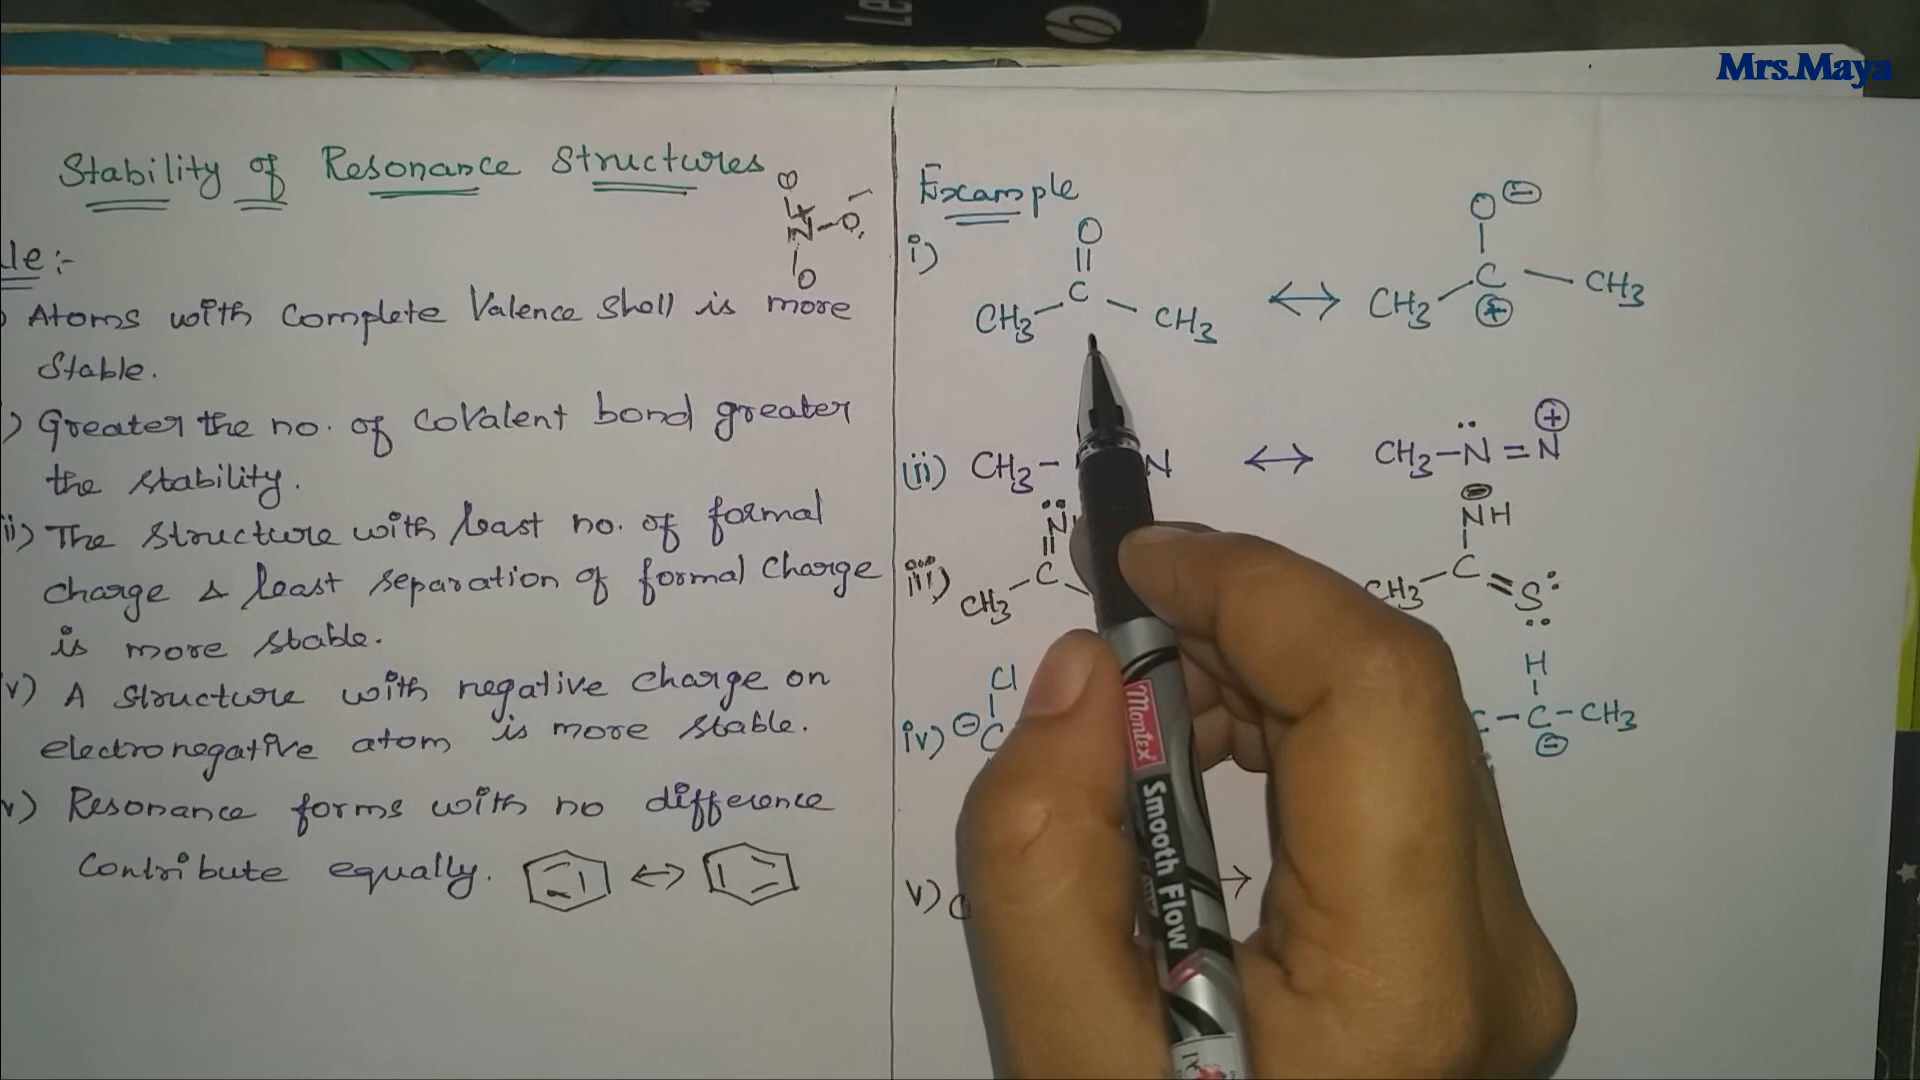 Mrs.Maya
Stability of Resonance Structures
Atoms with complete Valence shell is more
stable.
Greater the no. of covalent bond greater
the stability.
ii) The structure with least no. of formal
charge & least separation of formal charge
is more stable.
v) A structure with negative charge on
electronegative atom is more stable.
v) Resonance forms with no difference
contribute equally.
O
N-O
O
Example
i)
O
C
CH3 CH3
↔
O⊖
C
CH3 ⊕ CH3
(ii) CH3- N ↔ CH3-N=N ⊕
iii)
N
C
CH3
NH
C
CH3 S
iv) ⊖ C
Cl
H
C-CH3
⊖
v)
Montex
Smooth Flow